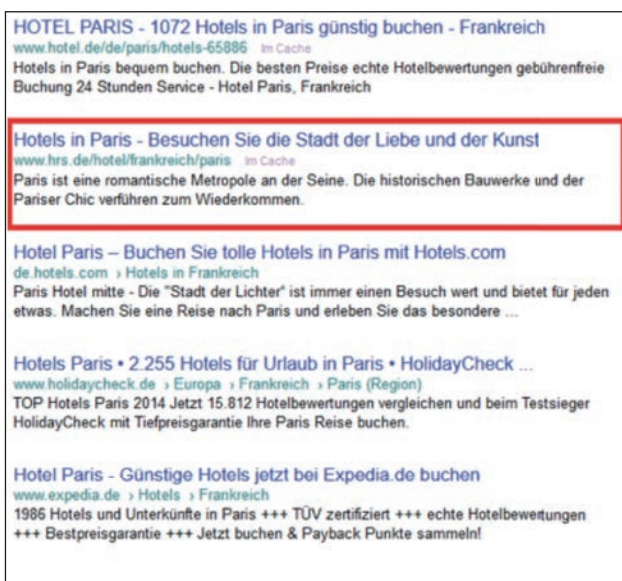 HOTEL PARIS - 1072 Hotels in Paris günstig buchen - Frankreich
www.hotel.de/de/paris/hotels-65886 Im Cache
Hotels in Paris bequem buchen. Die besten Preise echte Hotelbewertungen gebührenfreie
Buchung 24 Stunden Service - Hotel Paris, Frankreich
Hotels in Paris - Besuchen Sie die Stadt der Liebe und der Kunst
www.hrs.de/hotel/frankreich/paris Im Cache
Paris ist eine romantische Metropole an der Seine. Die historischen Bauwerke und der
Pariser Chic verführen zum Wiederkommen.
Hotel Paris – Buchen Sie tolle Hotels in Paris mit Hotels.com
de.hotels.com › Hotels in Frankreich
Paris Hotel mitte - Die "Stadt der Lichter" ist immer einen Besuch wert und bietet für jeden
etwas. Machen Sie eine Reise nach Paris und erleben Sie das besondere ...
Hotels Paris • 2.255 Hotels für Urlaub in Paris • HolidayCheck ...
www.holidaycheck.de › Europa › Frankreich › Paris (Region)
TOP Hotels Paris 2014 Jetzt 15.812 Hotelbewertungen vergleichen und beim Testsieger
HolidayCheck mit Tiefpreisgarantie Ihre Paris Reise buchen.
Hotel Paris - Günstige Hotels jetzt bei Expedia.de buchen
www.expedia.de › Hotels › Frankreich
1986 Hotels und Unterkünfte in Paris +++ TÜV zertifiziert +++ echte Hotelbewertungen
+++ Bestpreisgarantie +++ Jetzt buchen & Payback Punkte sammeln!